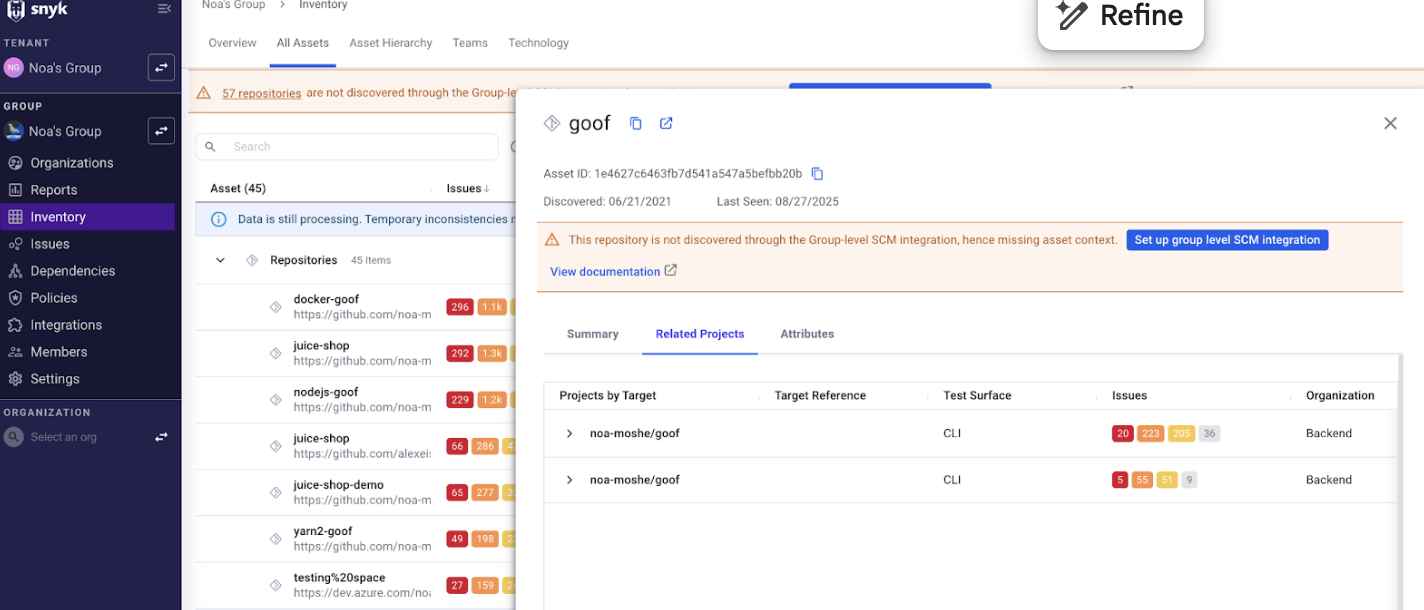 snyk
TENANT
NG Noa's Group
GROUP
Noa's Group
Organizations
Reports
Inventory
Issues
Dependencies
Policies
Integrations
Members
Settings
ORGANIZATION
Select an org
Noa's Group > Inventory
Overview All Assets Asset Hierarchy Teams Technology
Refine
57 repositories are not discovered through the Group-le
Search
Asset (45) Issues ↓
Data is still processing. Temporary inconsistencies
Repositories 45 Items
docker-goof 296 1.1k
https://github.com/noa-m
juice-shop 292 1.3k
https://github.com/noa-m
nodejs-goof 229 1.2k
https://github.com/noa-m
juice-shop 66 286
https://github.com/alexeis
juice-shop-demo 65 277
https://github.com/noa-m
yarn2-goof 49 198
https://github.com/noa-m
testing%20space 27 159
https://dev.azure.com/noa
goof
Asset ID: 1e4627c6463fb7d541a547a5befbb20b
Discovered: 06/21/2021 Last Seen: 08/27/2025
This repository is not discovered through the Group-level SCM integration, hence missing asset context. Set up group level SCM integration
View documentation
Summary Related Projects Attributes
Projects by Target Target Reference Test Surface Issues Organization
noa-moshe/goof CLI 20 223 205 36 Backend
noa-moshe/goof CLI 5 55 51 9 Backend